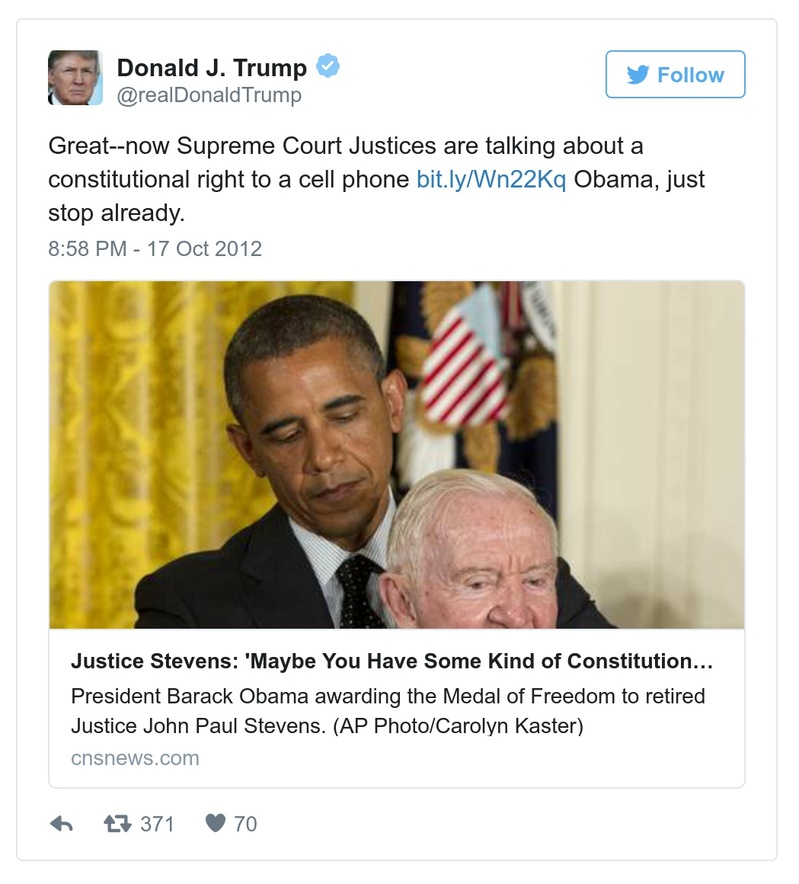 Donald J. Trump
@realDonaldTrump
Follow
Great--now Supreme Court Justices are talking about a
constitutional right to a cell phone bit.ly/Wn22Kq Obama, just
stop already.
8:58 PM - 17 Oct 2012
Justice Stevens: 'Maybe You Have Some Kind of Constitution…
President Barack Obama awarding the Medal of Freedom to retired
Justice John Paul Stevens. (AP Photo/Carolyn Kaster)
cnsnews.com
371 70